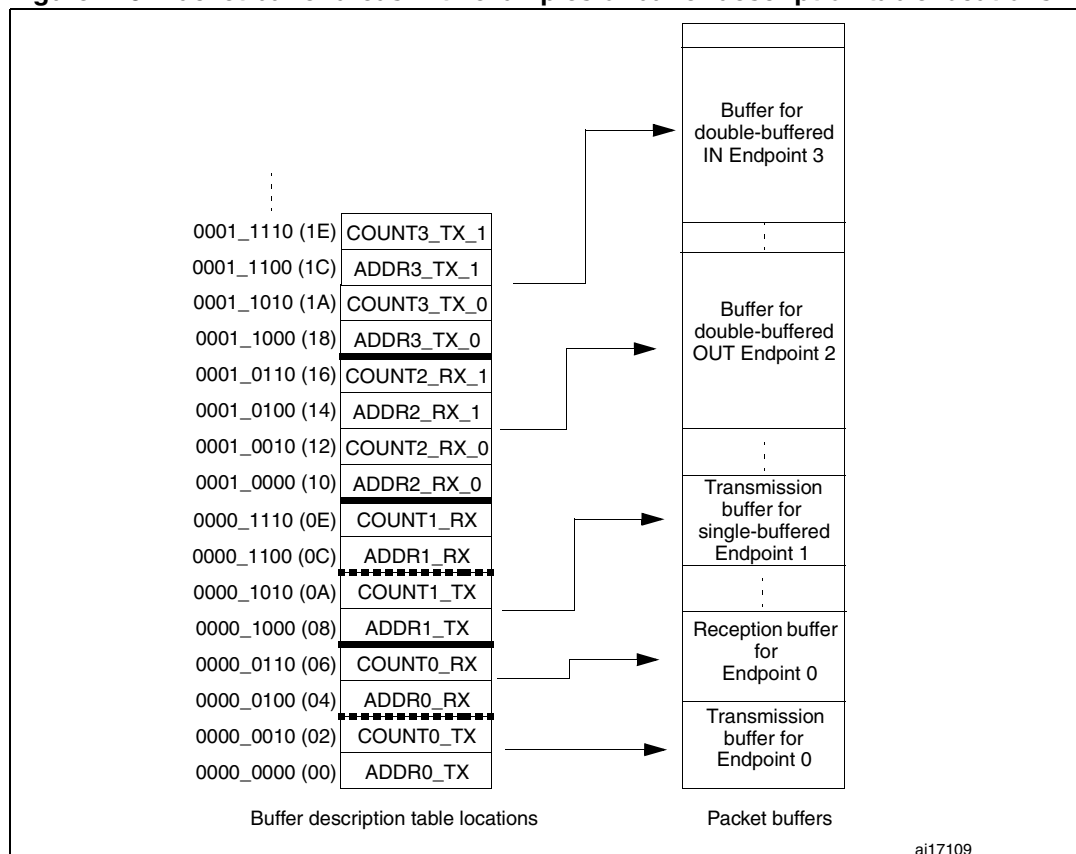 Buffer for
double-buffered
IN Endpoint 3
0001_1110 (1E) COUNT3_TX_1
0001_1100 (1C) ADDR3_TX_1
0001_1010 (1A) COUNT3_TX_0
0001_1000 (18) ADDR3_TX_0
Buffer for
double-buffered
OUT Endpoint 2
0001_0110 (16) COUNT2_RX_1
0001_0100 (14) ADDR2_RX_1
0001_0010 (12) COUNT2_RX_0
0001_0000 (10) ADDR2_RX_0
Transmission
buffer for
single-buffered
Endpoint 1
0000_1110 (0E) COUNT1_RX
0000_1100 (0C) ADDR1_RX
0000_1010 (0A) COUNT1_TX
0000_1000 (08) ADDR1_TX
Reception buffer
for
Endpoint 0
0000_0110 (06) COUNT0_RX
0000_0100 (04) ADDR0_RX
Transmission
buffer for
Endpoint 0
0000_0010 (02) COUNT0_TX
0000_0000 (00) ADDR0_TX
Buffer description table locations
Packet buffers
ai17109